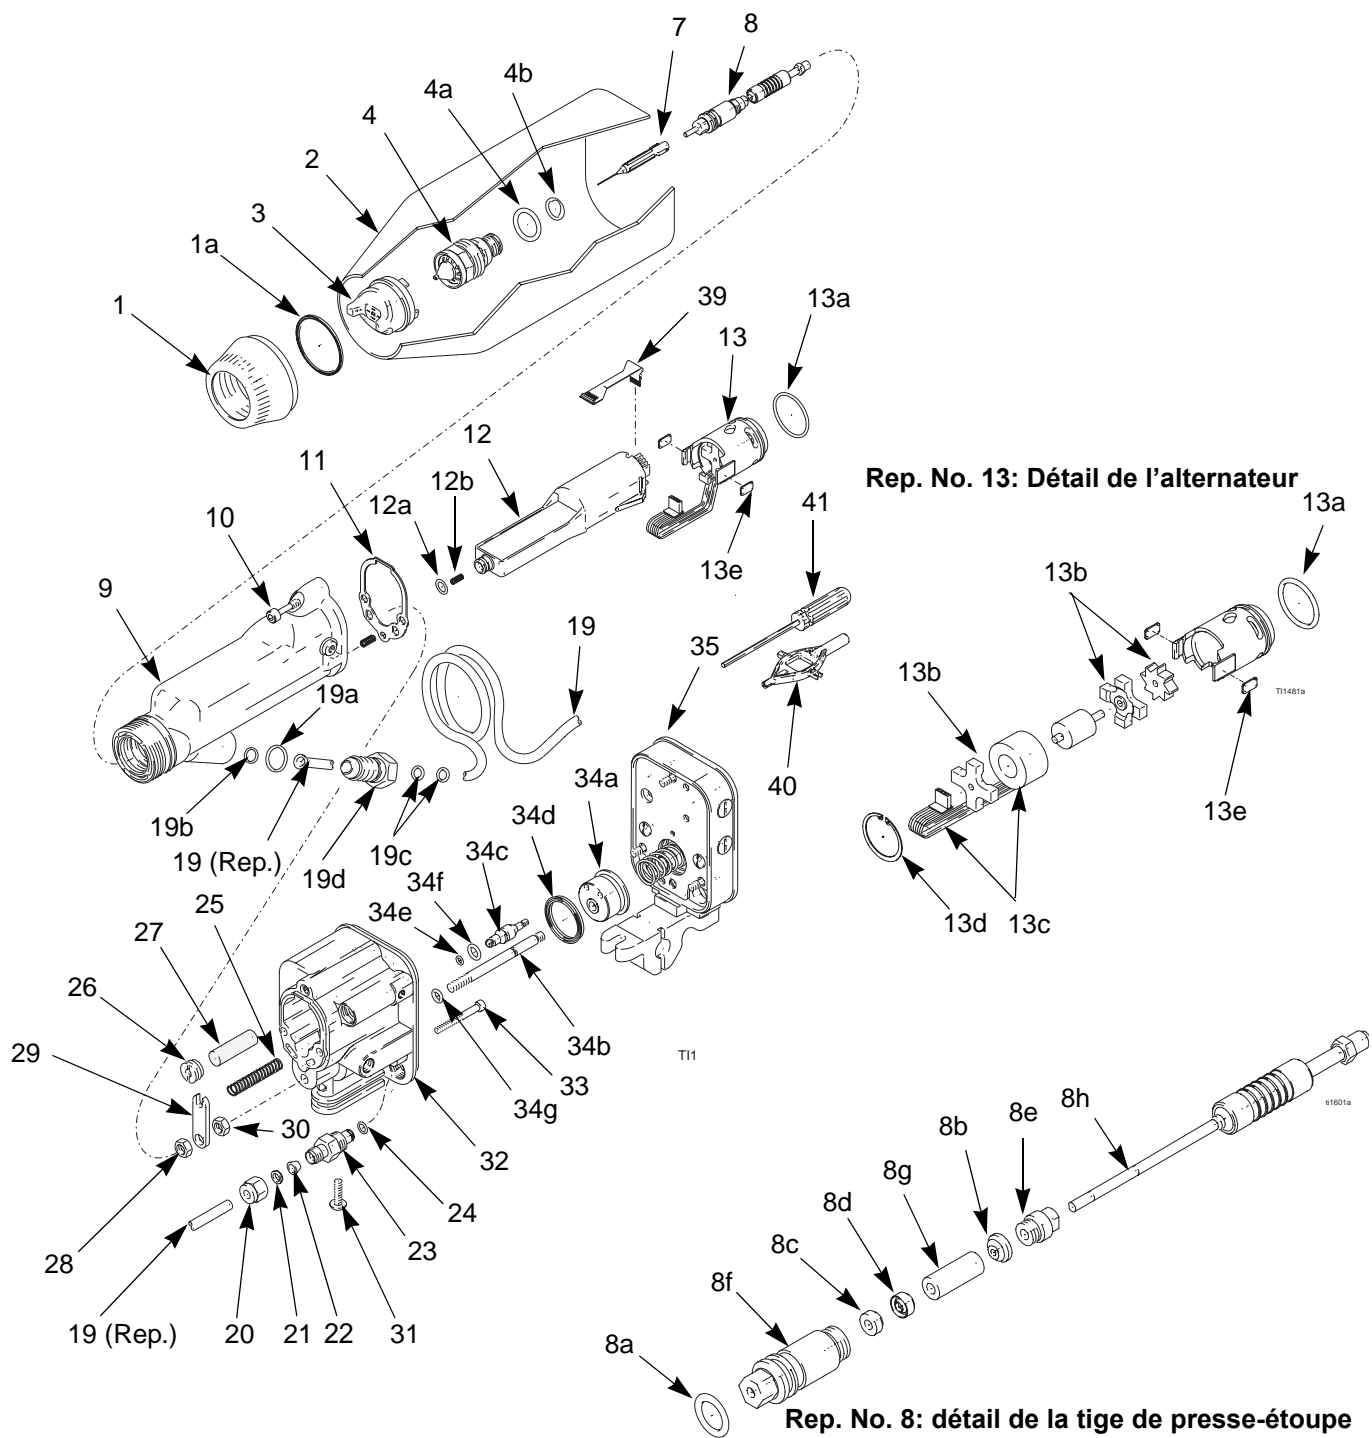 7
8
4b
4a
4
2
3
1a
1
39
13a
13
12
11
12b
12a
Rep. No. 13: Détail de l’alternateur
41
13a
10
13e
13b
9
19
35
19a
13b
TI1481a
40
34a
13e
19b
34d
19 (Rep.)
19c
34c
19d
34f
13d
13c
25
34e
27
26
34b
TI1
29
33
34g
ti1601a
8h
30
8e
32
8b
8g
24
8d
28
23
8c
8f
19 (Rep.)
20
21
22
31
8a
Rep. No. 8: détail de la tige de presse-étoupe